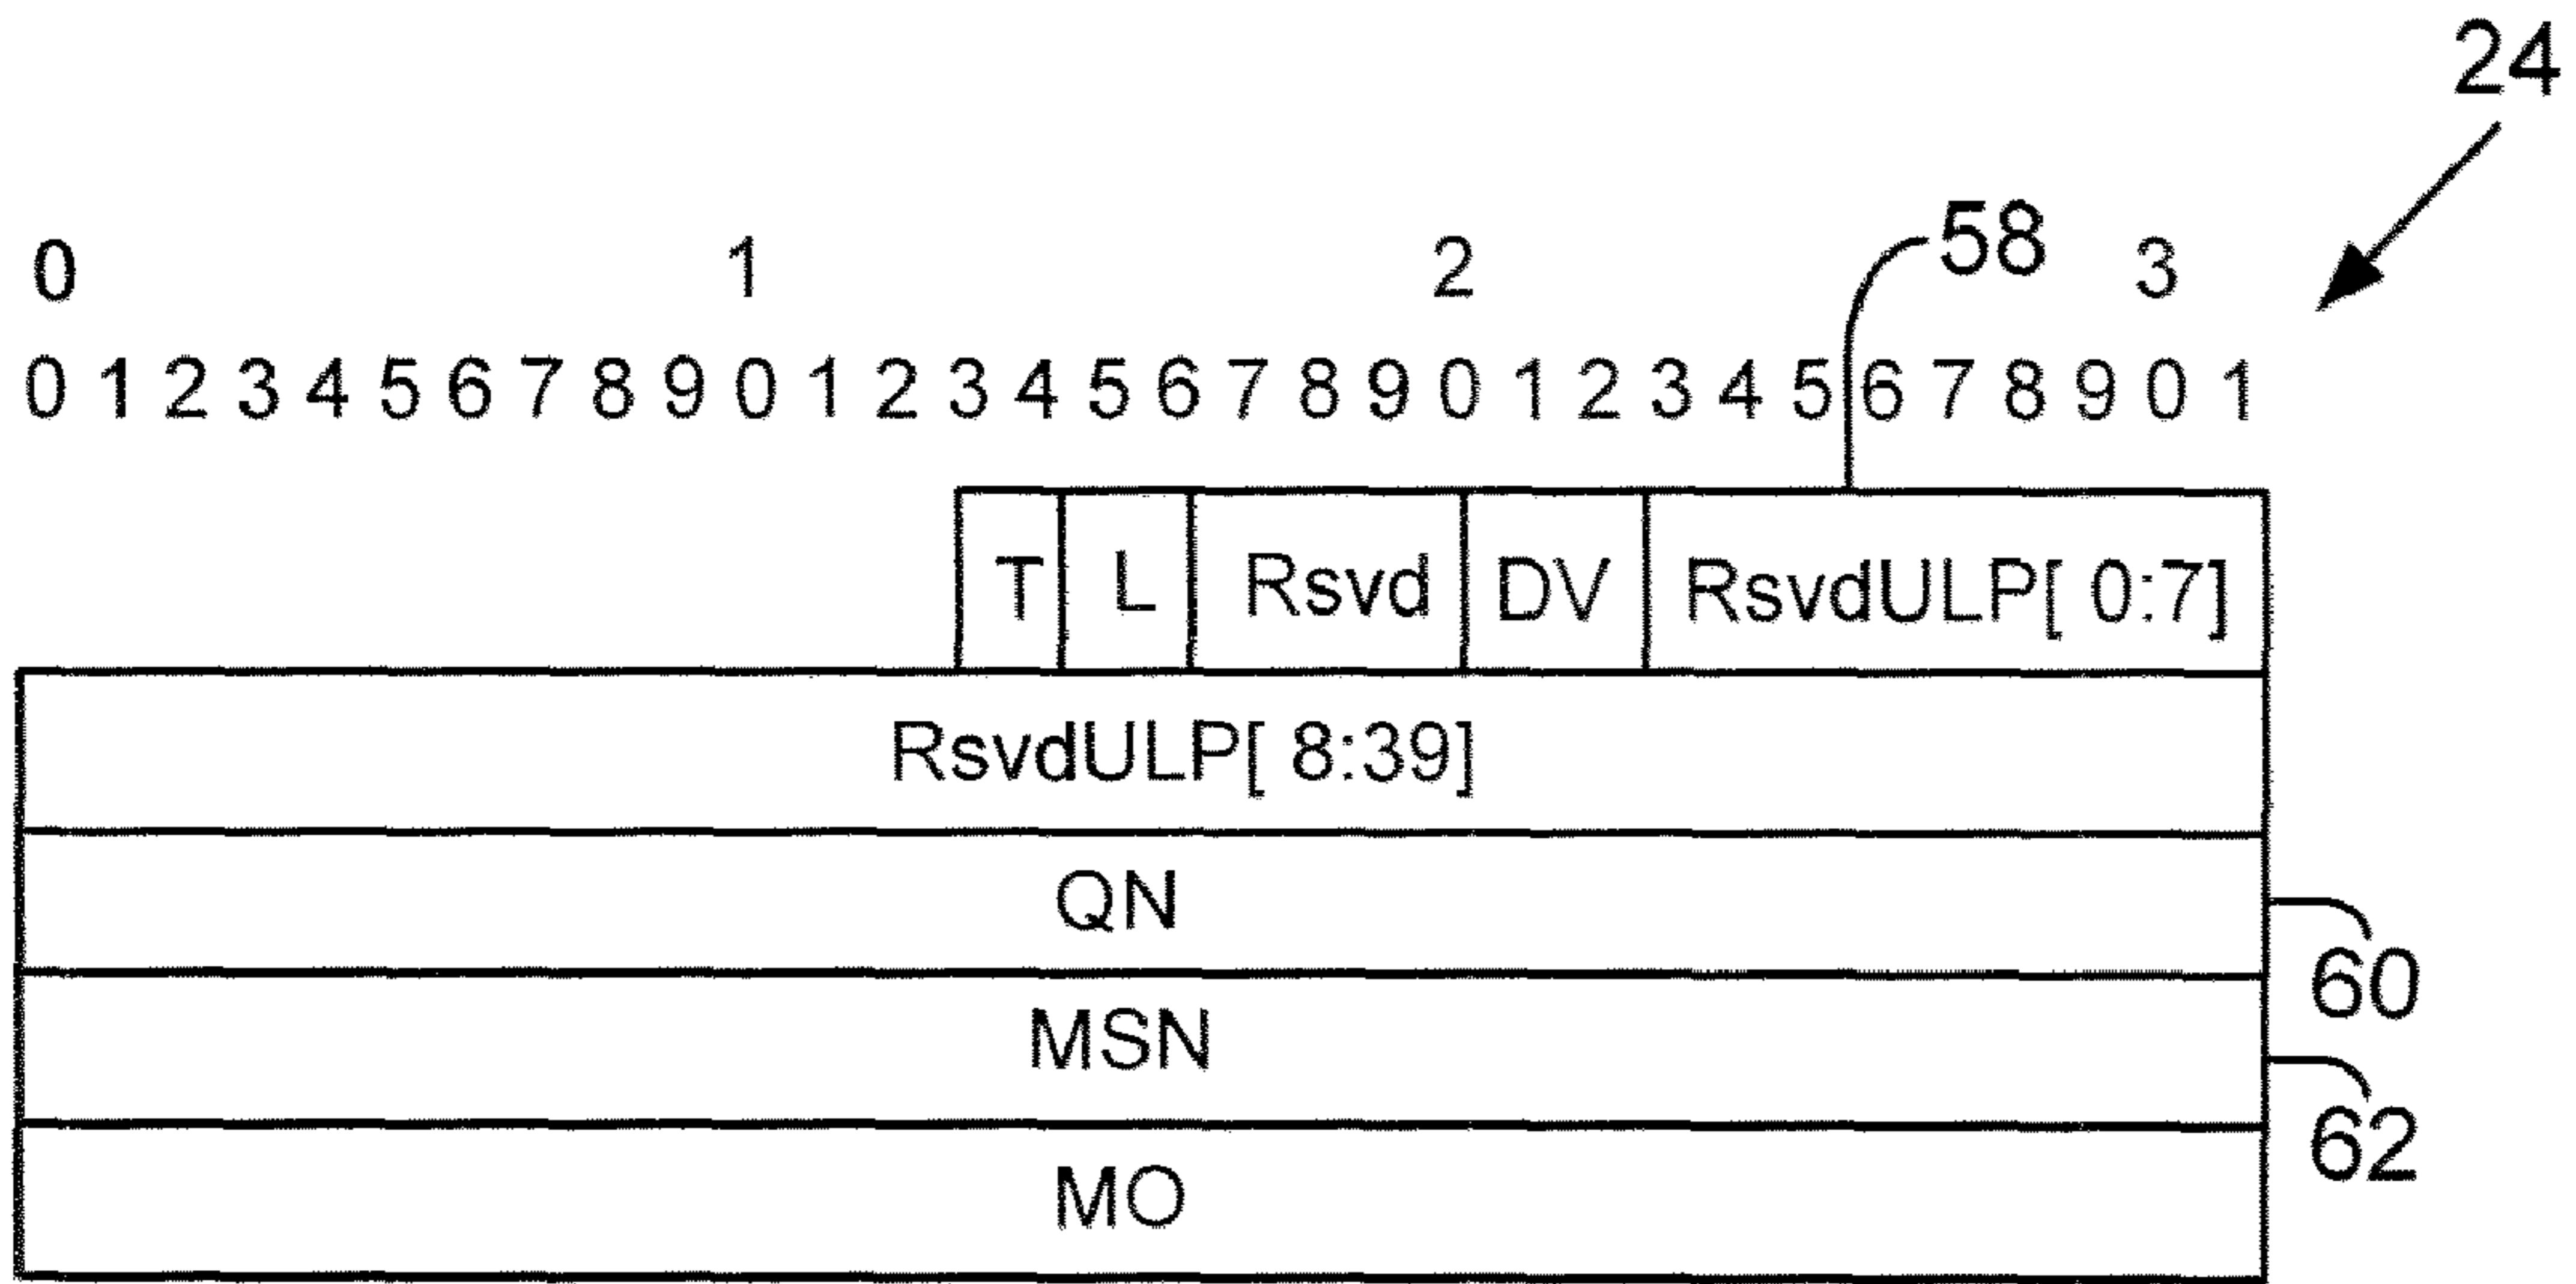 24
0 1 2 58 3
0 1 2 3 4 5 6 7 8 9 0 1 2 3 4 5 6 7 8 9 0 1 2 3 4 5 6 7 8 9 0 1
T L Rsvd DV RsvdULP[ 0:7]
RsvdULP[ 8:39]
QN
60
MSN
62
MO